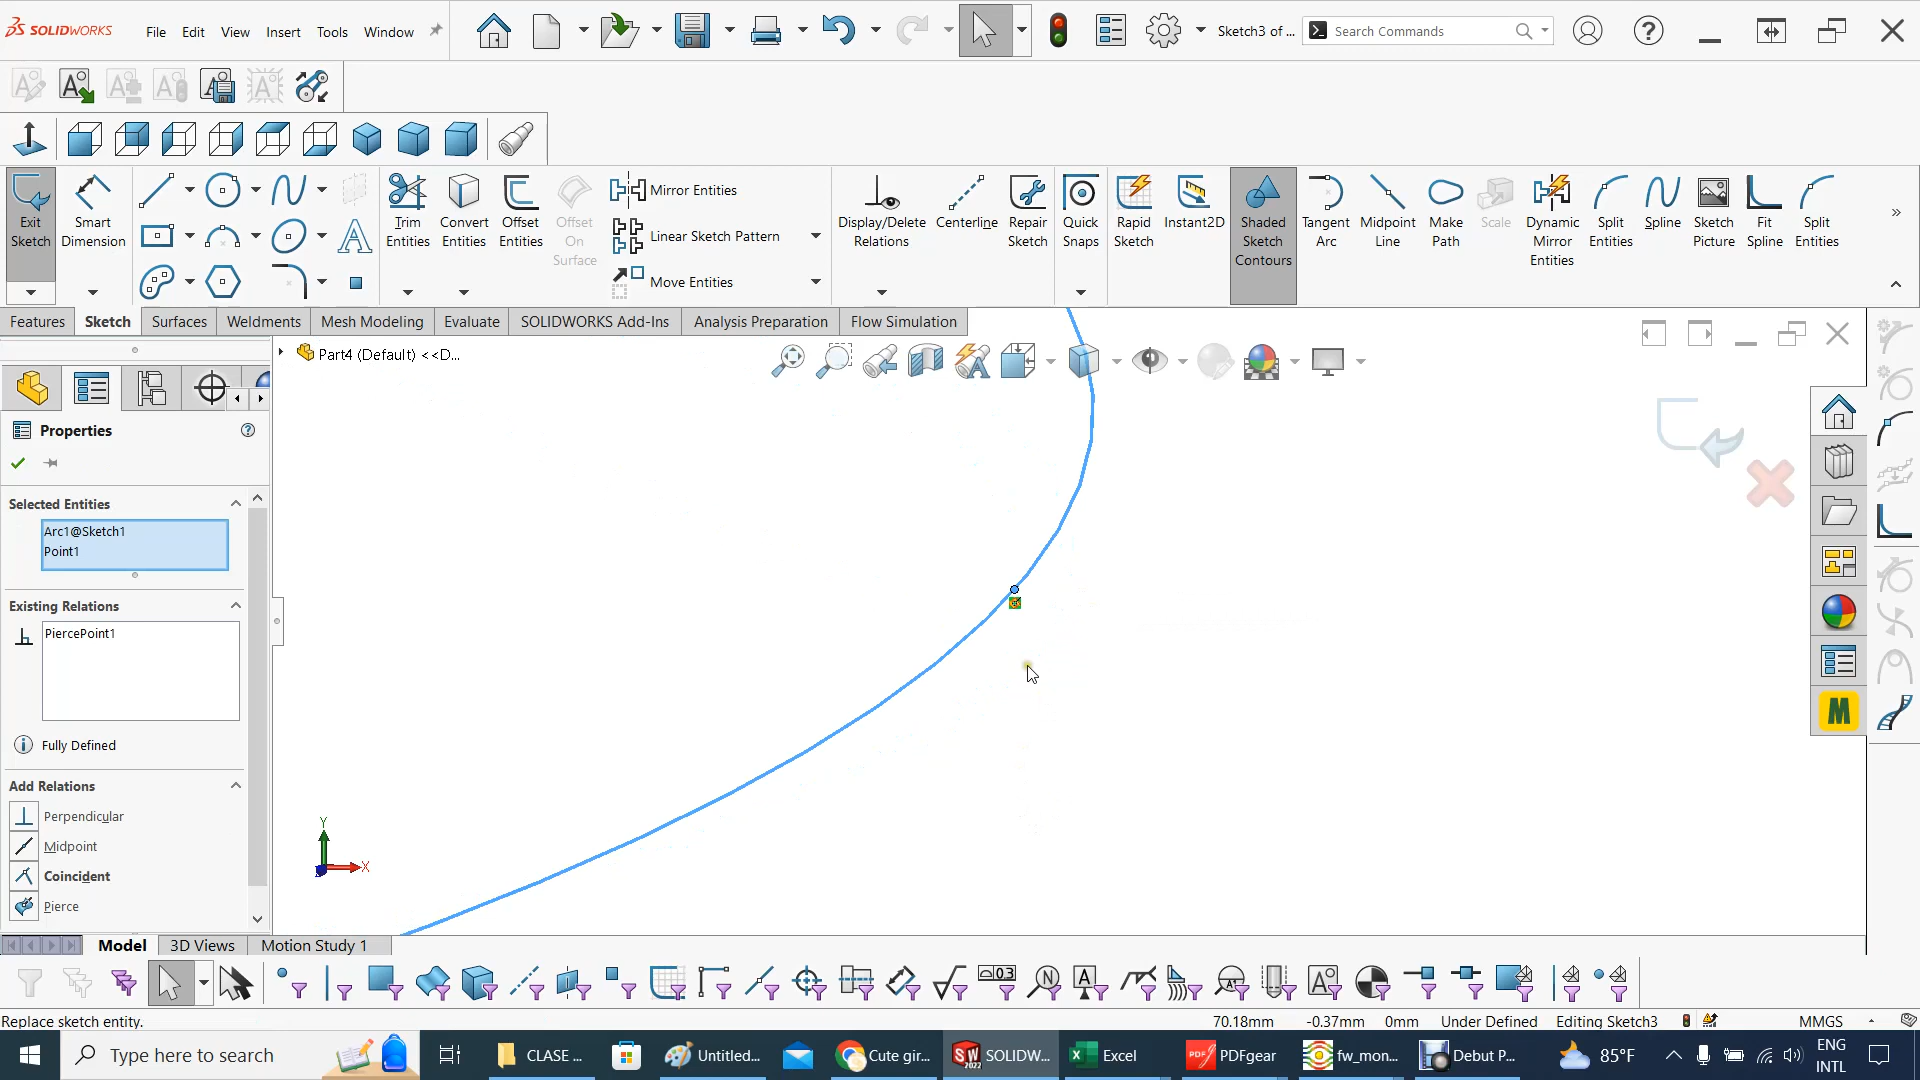 SOLIDWORKS
File Edit View Insert Tools Window
Sketch3 of ...
Search Commands
Exit Sketch
Smart Dimension
Trim Entities
Convert Entities
Offset Entities
Offset On Surface
Mirror Entities
Linear Sketch Pattern
Move Entities
Display/Delete Relations
Centerline
Repair Sketch
Quick Snaps
Rapid Sketch
Instant2D
Shaded Sketch Contours
Tangent Arc
Midpoint Line
Make Path
Scale
Dynamic Mirror Entities
Split Entities
Spline
Sketch Picture
Fit Spline
Split Entities
Features Sketch Surfaces Weldments Mesh Modeling Evaluate SOLIDWORKS Add-Ins Analysis Preparation Flow Simulation
Part4 (Default) <<D...
Properties
Selected Entities
Arc1@Sketch1
Point1
Existing Relations
PiercePoint1
Fully Defined
Add Relations
Perpendicular
Midpoint
Coincident
Pierce
Y
X
M
Model 3D Views Motion Study 1
Replace sketch entity.
70.18mm -0.37mm 0mm Under Defined Editing Sketch3 MMGS
Type here to search
CLASE ...
Untitled...
Cute gir...
SOLIDW...
Excel
PDFgear
fw_mon...
Debut P...
85°F
ENG
INTL